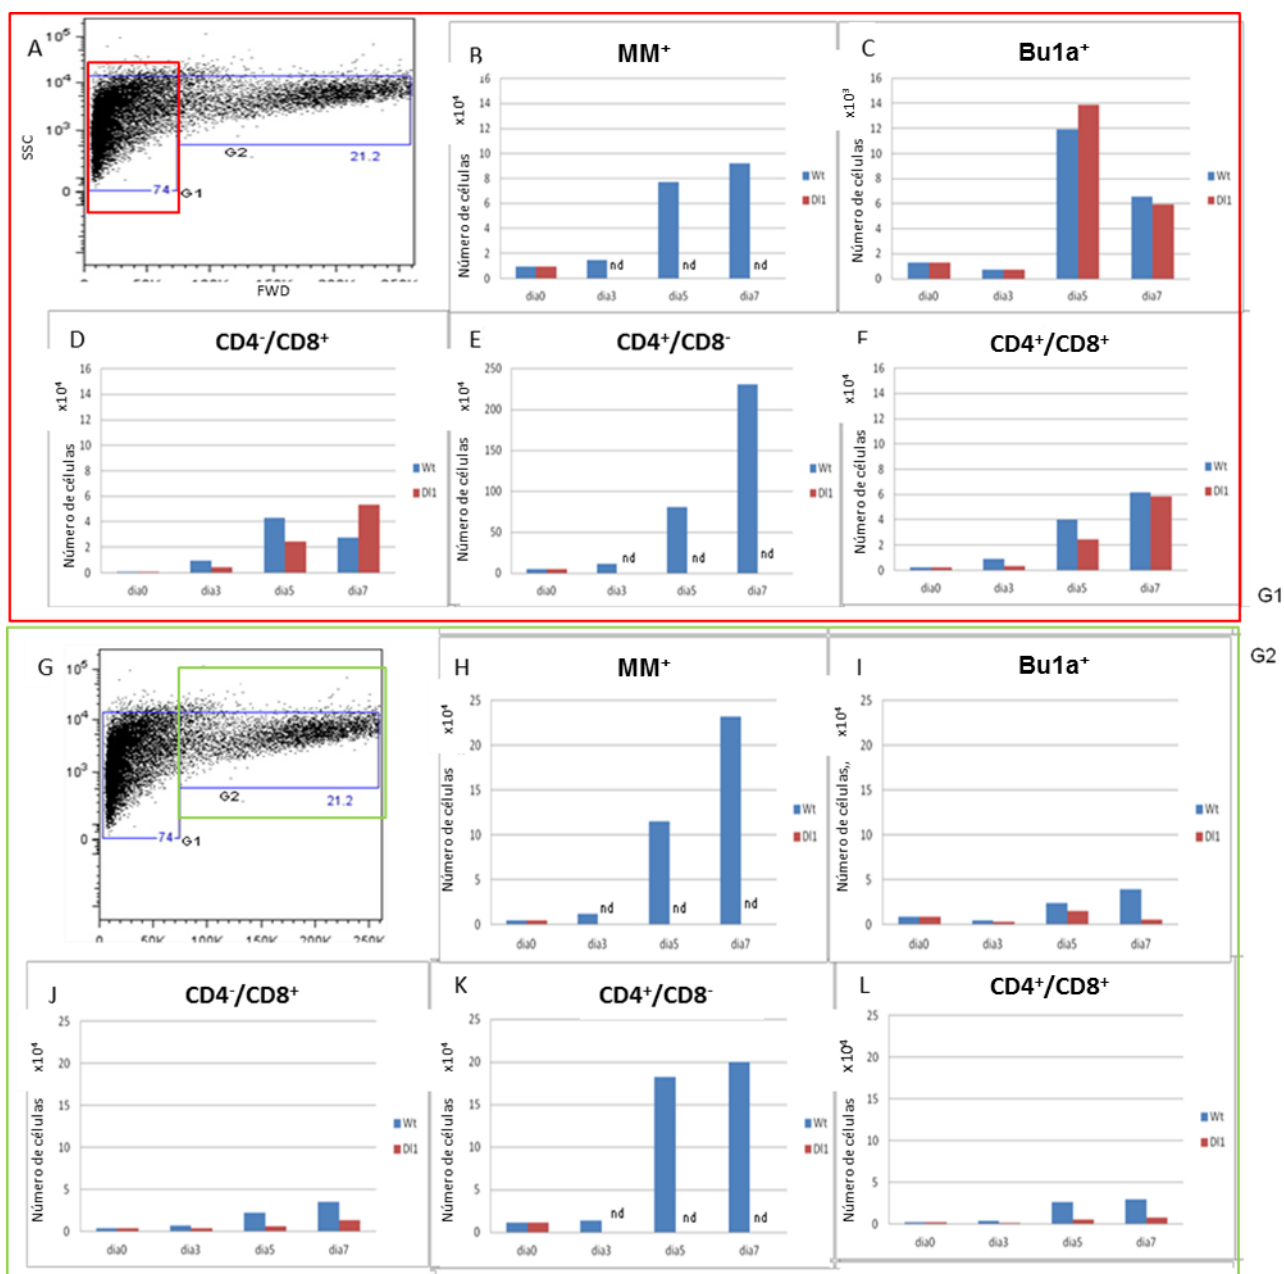 A
10⁵
10⁴
10³
0
SSC
G2
21.2
74
G1
0
FWD
B
MM⁺
x10⁴
Número de células
16
14
12
10
8
6
4
2
0
nd
nd
nd
dia0 dia3 dia5 dia7
Wt
Dl1
C
Bu1a⁺
x10³
Número de células
16
14
12
10
8
6
4
2
0
dia0 dia3 dia5 dia7
Wt
Dl1
D
CD4⁻/CD8⁺
x10⁴
Número de células
16
14
12
10
8
6
4
2
0
dia0 dia3 dia5 dia7
Wt
Dl1
E
CD4⁺/CD8⁻
x10⁴
Número de células
250
200
150
100
50
0
nd
nd
nd
dia0 dia3 dia5 dia7
Wt
Dl1
F
CD4⁺/CD8⁺
x10⁴
Número de células
16
14
12
10
8
6
4
2
0
dia0 dia3 dia5 dia7
Wt
Dl1
G1
G2
G
10⁵
10⁴
10³
0
G2
21.2
74
G1
0 50K 100K 150K 200K 250K
H
MM⁺
x10⁴
Número de células
25
20
15
10
5
0
nd
nd
nd
dia0 dia3 dia5 dia7
Wt
Dl1
I
Bu1a⁺
x10⁴
Número de células,,
25
20
15
10
5
0
dia0 dia3 dia5 dia7
Wt
Dl1
J
CD4⁻/CD8⁺
x10⁴
Número de células
25
20
15
10
5
0
dia0 dia3 dia5 dia7
Wt
Dl1
K
CD4⁺/CD8⁻
x10⁴
Número de células
25
20
15
10
5
0
nd
nd
nd
dia0 dia3 dia5 dia7
Wt
Dl1
L
CD4⁺/CD8⁺
x10⁴
Número de células
25
20
15
10
5
0
dia0 dia3 dia5 dia7
Wt
Dl1